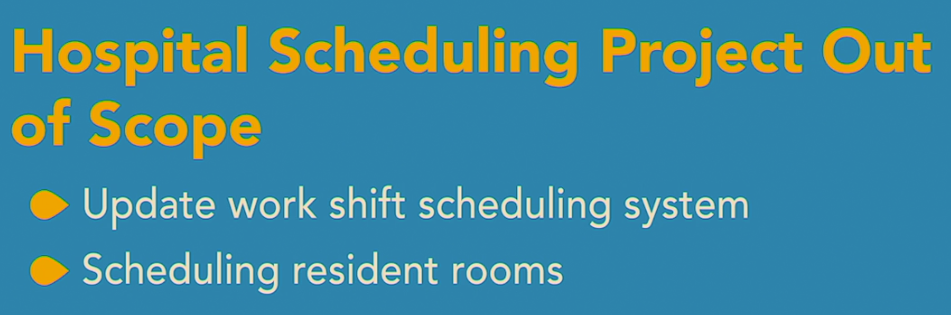 Hospital Scheduling Project Out
of Scope
Update work shift scheduling system
Scheduling resident rooms